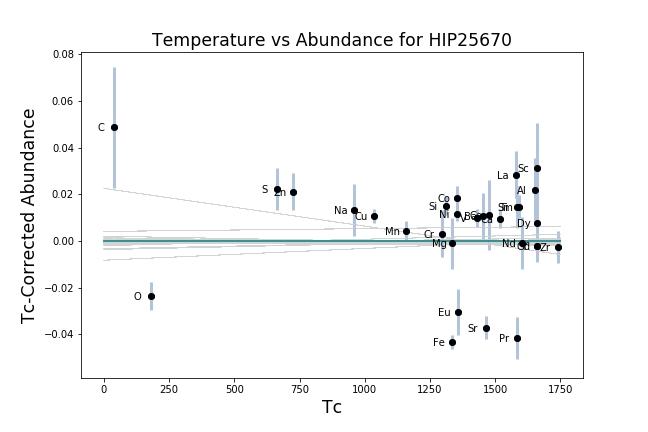 Temperature vs Abundance for HIP25670
Tc-Corrected Abundance
0.08
0.06
0.04
0.02
0.00
−0.02
−0.04
C
O
S
Zn
Na
Cu
Mn
Cr
Si
Co
Ni
Mg
Fe
Eu
V
Ba
Sr
La
Sc
Al
Dy
Nd
Zr
Pr
0 250 500 750 1000 1250 1500 1750
Tc